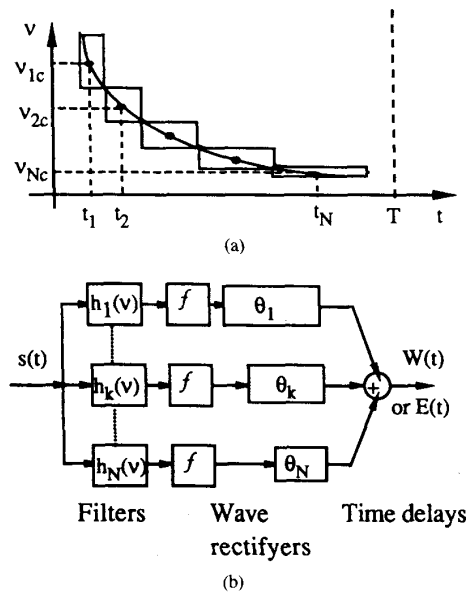 ν
ν1c
ν2c
νNc
t1 t2 tN T t
(a)
s(t)
h1(ν) f θ1
hk(ν) f θk
hN(ν) f θN
+
W(t)
or E(t)
Filters Wave rectifyers Time delays
(b)